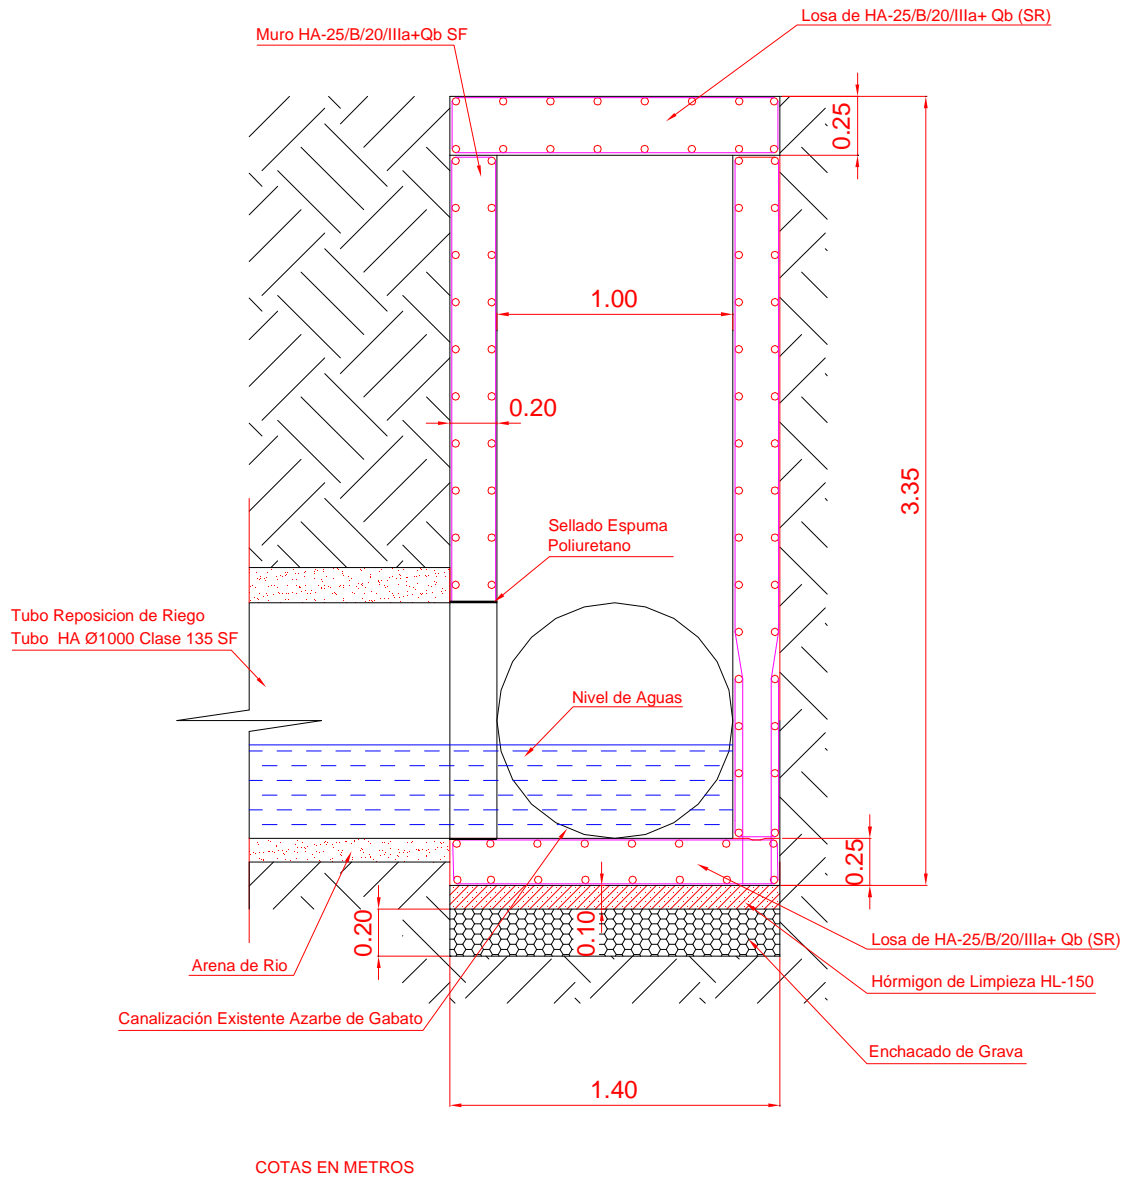 Losa de HA-25/B/20/IIIa+ Qb (SR)
Muro HA-25/B/20/IIIa+Qb SF
0.25
1.00
0.20
3.35
Sellado Espuma
Poliuretano
Tubo Reposicion de Riego
Tubo HA Ø1000 Clase 135 SF
Nivel de Aguas
0.25
0.20
0.10
Losa de HA-25/B/20/IIIa+ Qb (SR)
Arena de Rio
Hórmigon de Limpieza HL-150
Canalización Existente Azarbe de Gabato
Enchacado de Grava
1.40
COTAS EN METROS